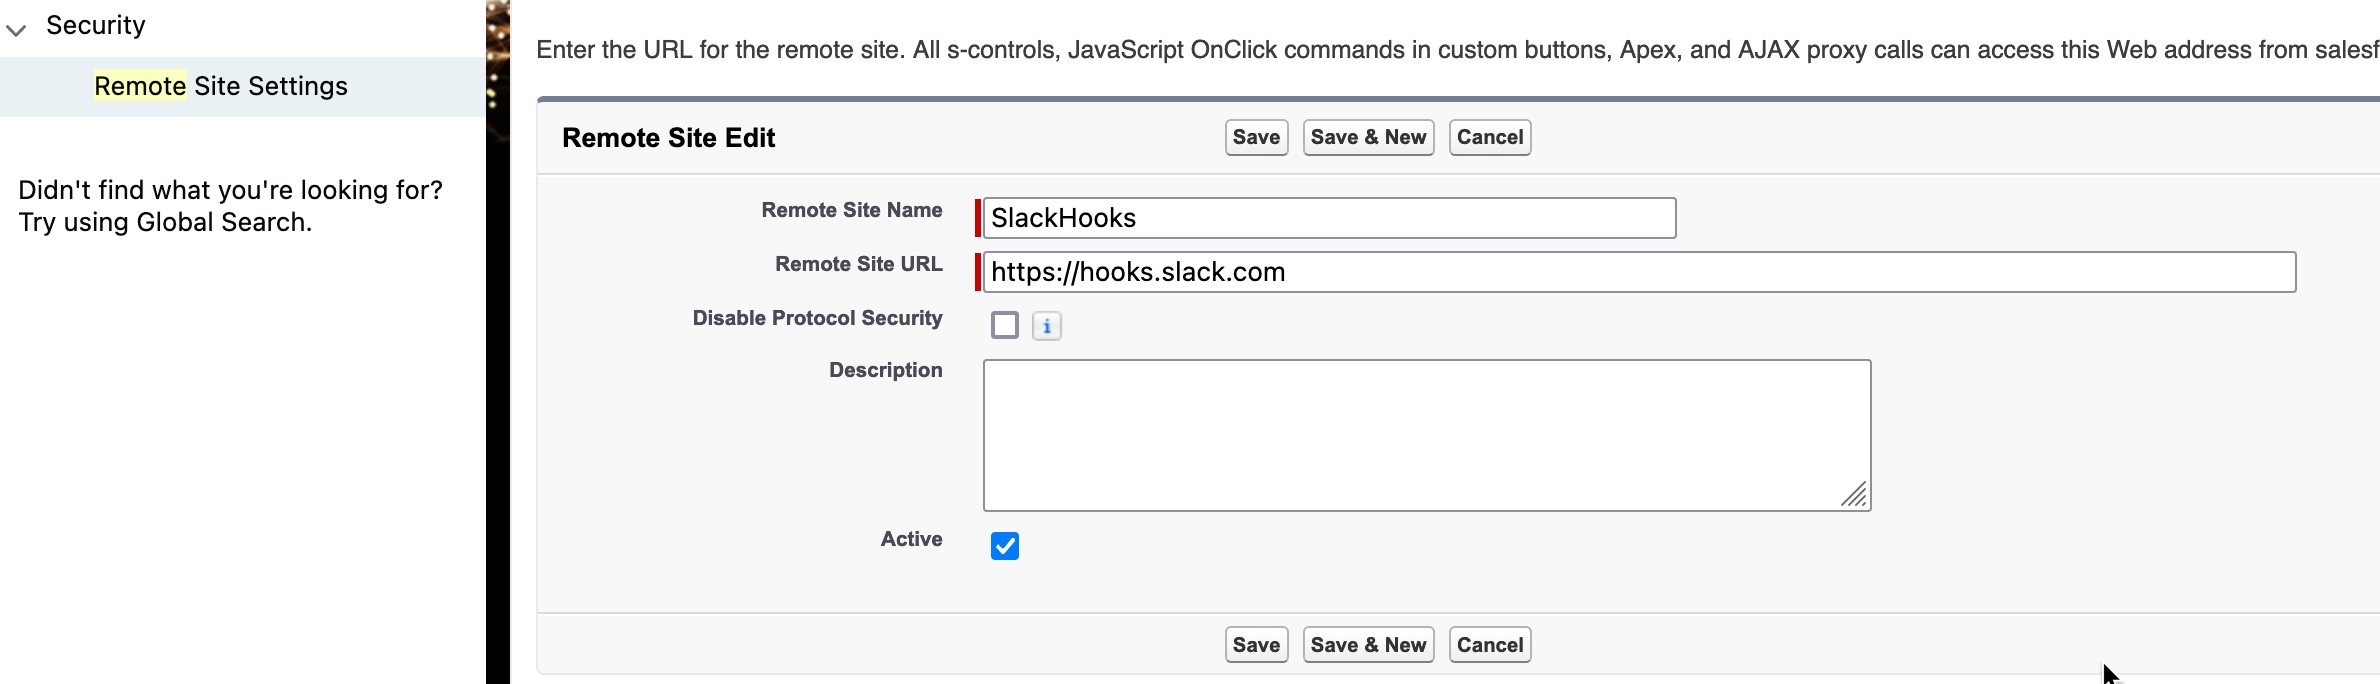 Security
Remote Site Settings
Didn't find what you're looking for?
Try using Global Search.
Enter the URL for the remote site. All s-controls, JavaScript OnClick commands in custom buttons, Apex, and AJAX proxy calls can access this Web address from
Remote Site Edit
Save
Save & New
Cancel
Remote Site Name
SlackHooks
Remote Site URL
https://hooks.slack.com
Disable Protocol Security
i
Description
Active
Save
Save & New
Cancel